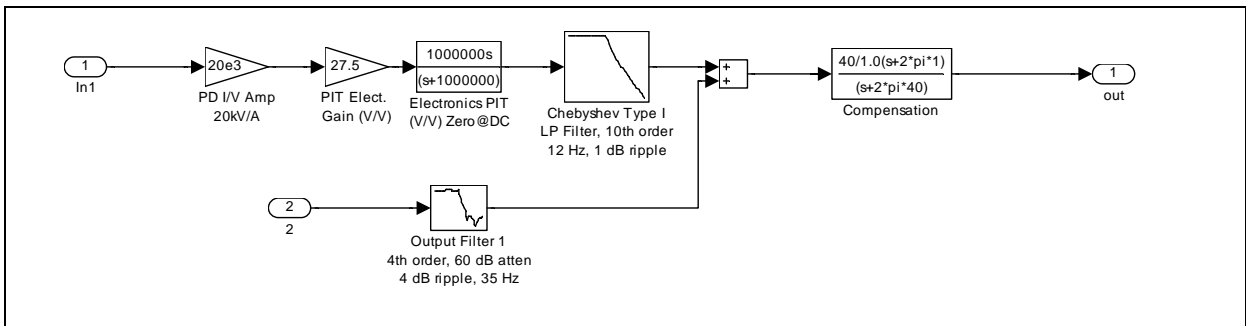 1
In1
20e3
PD I/V Amp
20kV/A
27.5
PIT Elect.
Gain (V/V)
1000000s
(s+1000000)
Electronics PIT
(V/V) Zero@DC
Chebyshev Type I
LP Filter, 10th order
12 Hz, 1 dB ripple
+
+
40/1.0(s+2*pi*1)
(s+2*pi*40)
Compensation
1
out
2
2
Output Filter 1
4th order, 60 dB atten
4 dB ripple, 35 Hz